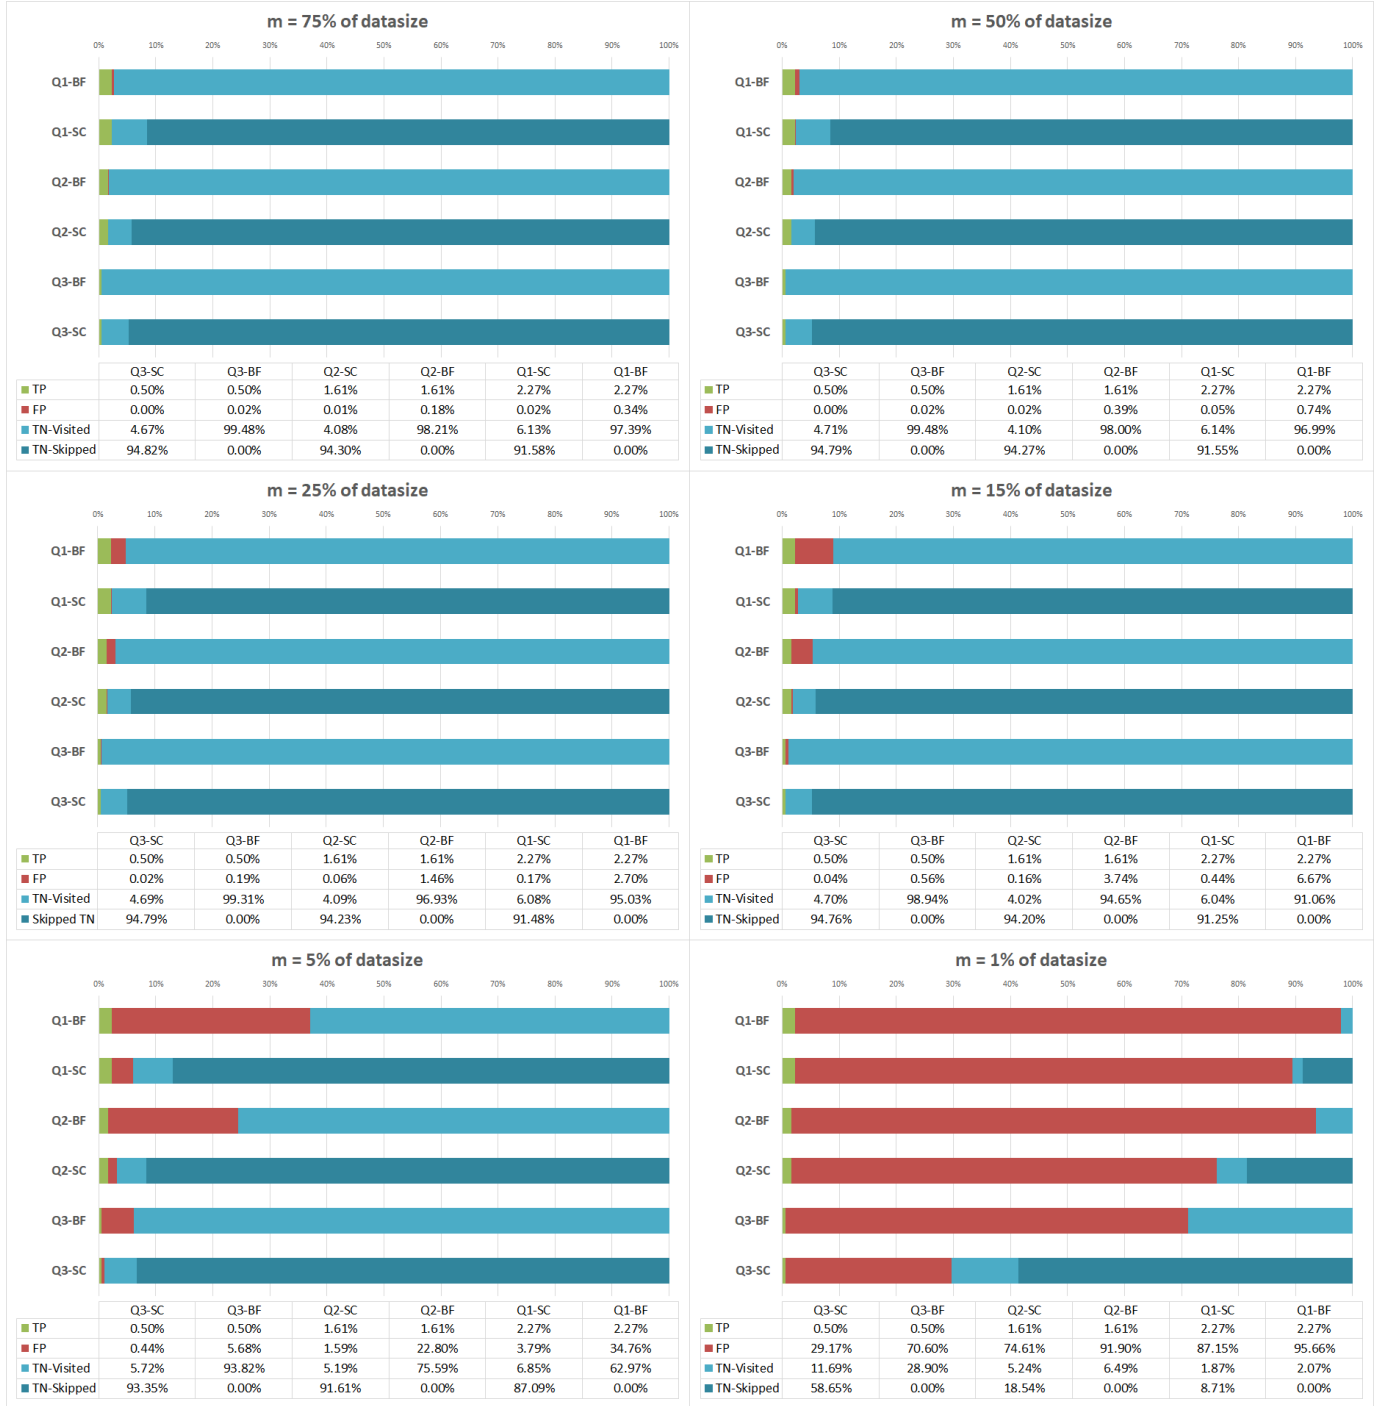 m = 75% of datasize
0% 10% 20% 30% 40% 50% 60% 70% 80% 90% 100%
Q1-BF
Q1-SC
Q2-BF
Q2-SC
Q3-BF
Q3-SC
Q3-SC Q3-BF Q2-SC Q2-BF Q1-SC Q1-BF
TP 0.50% 0.50% 1.61% 1.61% 2.27% 2.27%
FP 0.00% 0.02% 0.01% 0.18% 0.02% 0.34%
TN-Visited 4.67% 99.48% 4.08% 98.21% 6.13% 97.39%
TN-Skipped 94.82% 0.00% 94.30% 0.00% 91.58% 0.00%
m = 50% of datasize
0% 10% 20% 30% 40% 50% 60% 70% 80% 90% 100%
Q1-BF
Q1-SC
Q2-BF
Q2-SC
Q3-BF
Q3-SC
Q3-SC Q3-BF Q2-SC Q2-BF Q1-SC Q1-BF
TP 0.50% 0.50% 1.61% 1.61% 2.27% 2.27%
FP 0.00% 0.02% 0.02% 0.39% 0.05% 0.74%
TN-Visited 4.71% 99.48% 4.10% 98.00% 6.14% 96.99%
TN-Skipped 94.79% 0.00% 94.27% 0.00% 91.55% 0.00%
m = 25% of datasize
0% 10% 20% 30% 40% 50% 60% 70% 80% 90% 100%
Q1-BF
Q1-SC
Q2-BF
Q2-SC
Q3-BF
Q3-SC
Q3-SC Q3-BF Q2-SC Q2-BF Q1-SC Q1-BF
TP 0.50% 0.50% 1.61% 1.61% 2.27% 2.27%
FP 0.02% 0.19% 0.06% 1.46% 0.17% 2.70%
TN-Visited 4.69% 99.31% 4.09% 96.93% 6.08% 95.03%
Skipped TN 94.79% 0.00% 94.23% 0.00% 91.48% 0.00%
m = 15% of datasize
0% 10% 20% 30% 40% 50% 60% 70% 80% 90% 100%
Q1-BF
Q1-SC
Q2-BF
Q2-SC
Q3-BF
Q3-SC
Q3-SC Q3-BF Q2-SC Q2-BF Q1-SC Q1-BF
TP 0.50% 0.50% 1.61% 1.61% 2.27% 2.27%
FP 0.04% 0.56% 0.16% 3.74% 0.44% 6.67%
TN-Visited 4.70% 98.94% 4.02% 94.65% 6.04% 91.06%
TN-Skipped 94.76% 0.00% 94.20% 0.00% 91.25% 0.00%
m = 5% of datasize
0% 10% 20% 30% 40% 50% 60% 70% 80% 90% 100%
Q1-BF
Q1-SC
Q2-BF
Q2-SC
Q3-BF
Q3-SC
Q3-SC Q3-BF Q2-SC Q2-BF Q1-SC Q1-BF
TP 0.50% 0.50% 1.61% 1.61% 2.27% 2.27%
FP 0.44% 5.68% 1.59% 22.80% 3.79% 34.76%
TN-Visited 5.72% 93.82% 5.19% 75.59% 6.85% 62.97%
TN-Skipped 93.35% 0.00% 91.61% 0.00% 87.09% 0.00%
m = 1% of datasize
0% 10% 20% 30% 40% 50% 60% 70% 80% 90% 100%
Q1-BF
Q1-SC
Q2-BF
Q2-SC
Q3-BF
Q3-SC
Q3-SC Q3-BF Q2-SC Q2-BF Q1-SC Q1-BF
TP 0.50% 0.50% 1.61% 1.61% 2.27% 2.27%
FP 29.17% 70.60% 74.61% 91.90% 87.15% 95.66%
TN-Visited 11.69% 28.90% 5.24% 6.49% 1.87% 2.07%
TN-Skipped 58.65% 0.00% 18.54% 0.00% 8.71% 0.00%